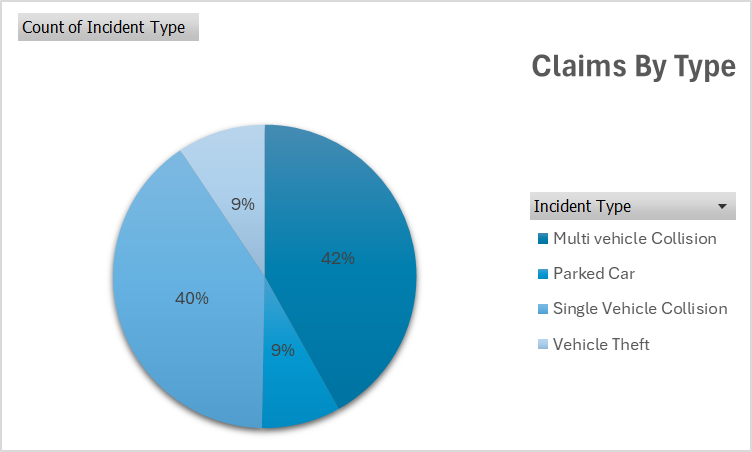 Count of Incident Type
Claims By Type
9%
42%
40%
9%
Incident Type
Multi vehicle Collision
Parked Car
Single Vehicle Collision
Vehicle Theft